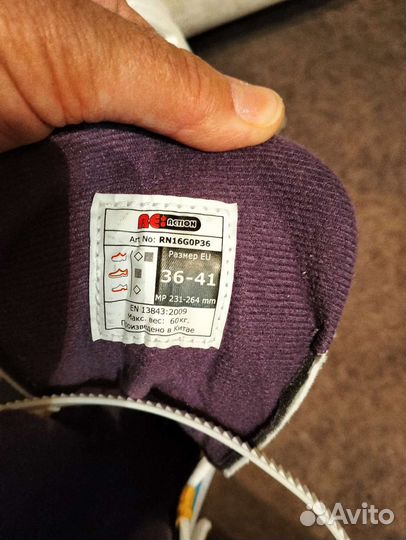 RE:ACTION
Art No: RN16G0P36
Размер EU
36-41
MP 231-264 mm
EN 13843:2009
Макс. вес: 60кг.
Произведено в Китае
Avito